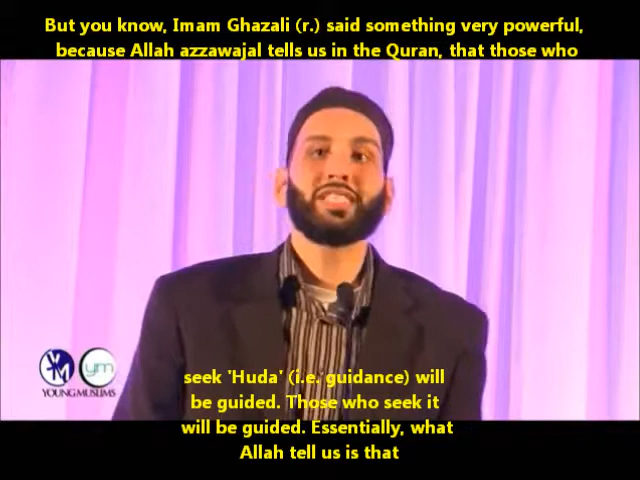 But you know, Imam Ghazali (r.) said something very powerful,
because Allah azzawajal tells us in the Quran, that those who
ym
YOUNG MUSLIMS
seek 'Huda' (i.e. guidance) will
be guided. Those who seek it
will be guided. Essentially, what
Allah tell us is that